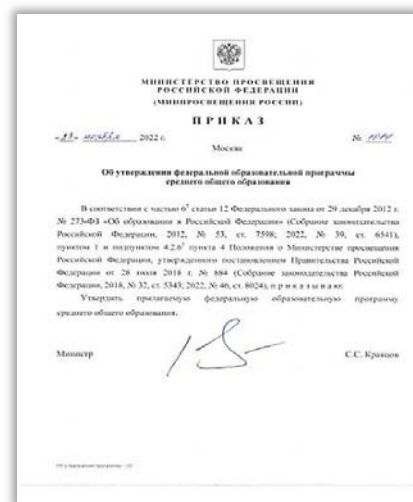 МИНИСТЕРСТВО ПРОСВЕЩЕНИЯ
РОССИЙСКОЙ ФЕДЕРАЦИИ
(МИНПРОСВЕЩЕНИЯ РОССИИ)
ПРИКАЗ
«23» ноября 2022 г. №
Москва
Об утверждении федеральной образовательной программы
среднего общего образования
В соответствии с частью 6⁵ статьи 12 Федерального закона от 29 декабря 2012 г.
№ 273-ФЗ «Об образовании в Российской Федерации» (Собрание законодательства
Российской Федерации, 2012, № 53, ст. 7598; 2022, № 39, ст. 6541),
пунктом 1 и подпунктом 4.2.6¹ пункта 4 Положения о Министерстве просвещения
Российской Федерации, утвержденного постановлением Правительства Российской
Федерации от 28 июля 2018 г. № 884 (Собрание законодательства Российской
Федерации, 2018, № 32, ст. 5343; 2022, № 46, ст. 8024), приказываю:
Утвердить прилагаемую федеральную образовательную программу
среднего общего образования.
Министр С.С. Кравцов